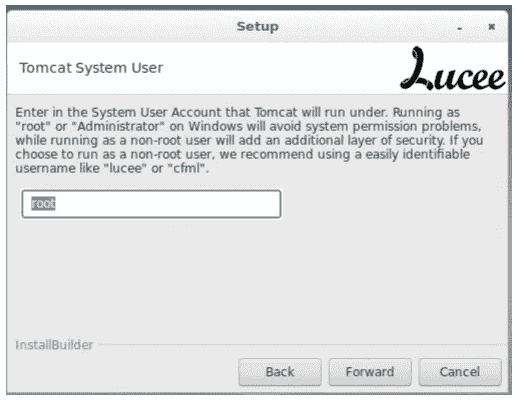 Setup
Tomcat System User
Lucee
Enter in the System User Account that Tomcat will run under. Running as
"root" or "Administrator" on Windows will avoid system permission problems,
while running as a non-root user will add an additional layer of security. If you
choose to run as a non-root user, we recommend using a easily identifiable
username like "lucee" or "cfml".
root
InstallBuilder
Back
Forward
Cancel